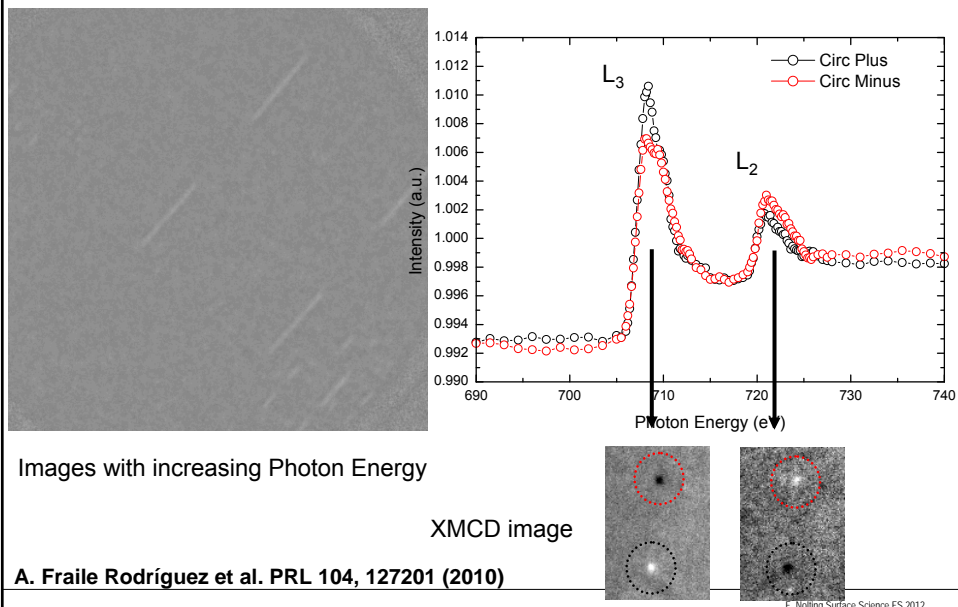 1.014
1.012
1.010
1.008
1.006
1.004
1.002
1.000
0.998
0.996
0.994
0.992
0.990
Intensity (a.u.)
L3
L2
Circ Plus
Circ Minus
690 700 710 720 730 740
Photon Energy (eV)
Images with increasing Photon Energy
XMCD image
A. Fraile Rodríguez et al. PRL 104, 127201 (2010)
F. Nolting Surface Science ES 2012